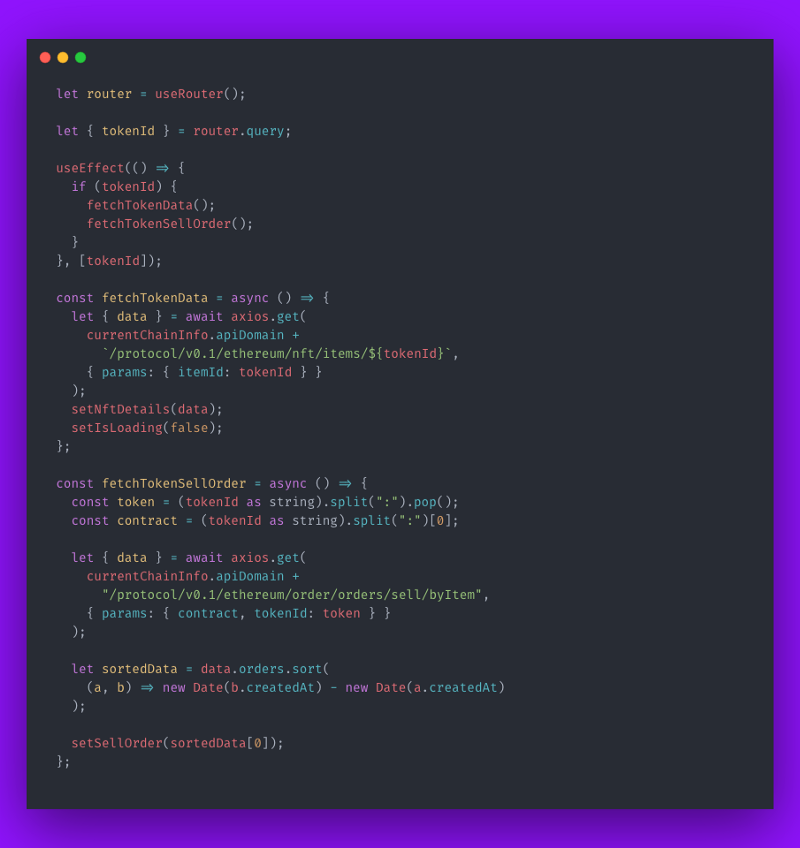 let router = useRouter();
let { tokenId } = router.query;
useEffect(() => {
  if (tokenId) {
    fetchTokenData();
    fetchTokenSellOrder();
  }
}, [tokenId]);
const fetchTokenData = async () => {
  let { data } = await axios.get(
    currentChainInfo.apiDomain +
      `/protocol/v0.1/ethereum/nft/items/${tokenId}`,
    { params: { itemId: tokenId } }
  );
  setNftDetails(data);
  setIsLoading(false);
};
const fetchTokenSellOrder = async () => {
  const token = (tokenId as string).split(":").pop();
  const contract = (tokenId as string).split(":")[0];
  let { data } = await axios.get(
    currentChainInfo.apiDomain +
      "/protocol/v0.1/ethereum/order/orders/sell/byItem",
    { params: { contract, tokenId: token } }
  );
  let sortedData = data.orders.sort(
    (a, b) => new Date(b.createdAt) - new Date(a.createdAt)
  );
  setSellOrder(sortedData[0]);
};